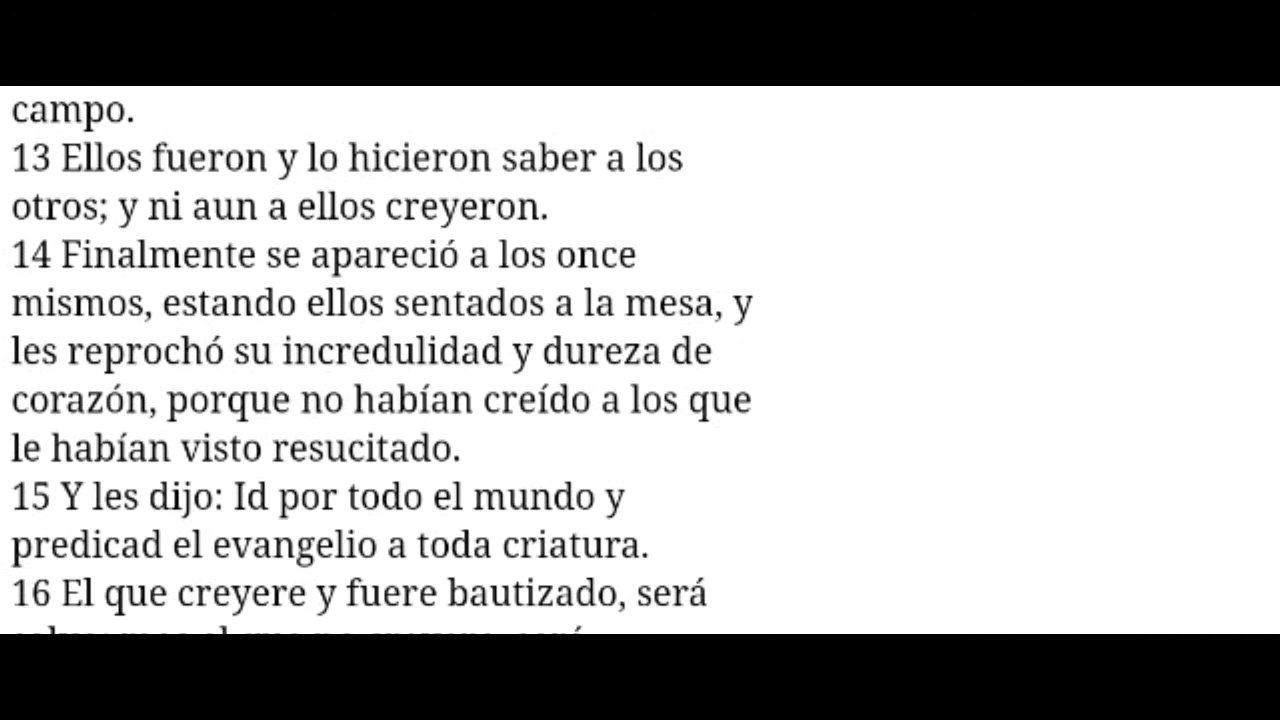 campo.
13 Ellos fueron y lo hicieron saber a los
otros; y ni aun a ellos creyeron.
14 Finalmente se apareció a los once
mismos, estando ellos sentados a la mesa, y
les reprochó su incredulidad y dureza de
corazón, porque no habían creído a los que
le habían visto resucitado.
15 Y les dijo: Id por todo el mundo y
predicad el evangelio a toda criatura.
16 El que creyere y fuere bautizado, será